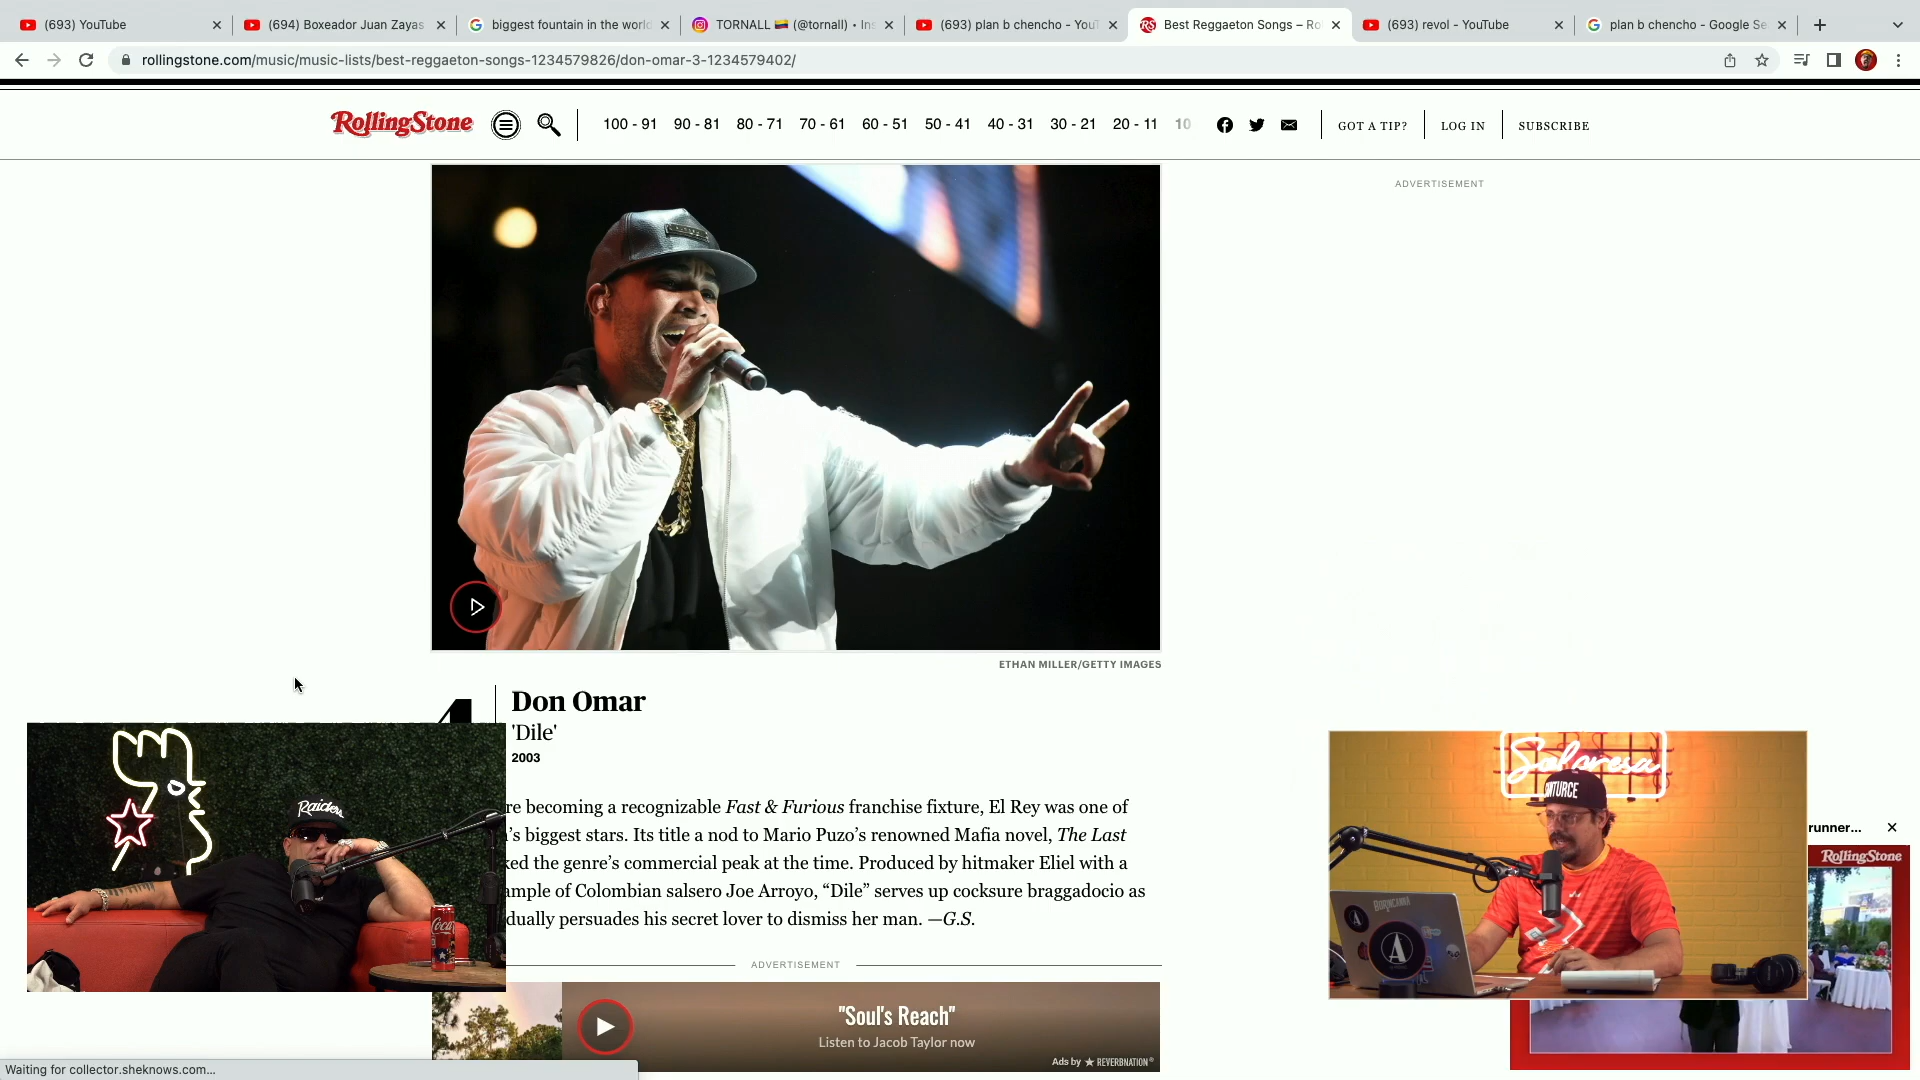 (693) YouTube
(694) Boxeador Juan Zayas
biggest fountain in the world
TORNALL (@tornall) • Ins
(693) plan b chencho - YouT
Best Reggaeton Songs – Ro
(693) revol - YouTube
plan b chencho - Google Se
rollingstone.com/music/music-lists/best-reggaeton-songs-1234579826/don-omar-3-1234579402/
RollingStone
100 - 91 90 - 81 80 - 71 70 - 61 60 - 51 50 - 41 40 - 31 30 - 21 20 - 11 10
GOT A TIP? LOG IN SUBSCRIBE
ADVERTISEMENT
ETHAN MILLER/GETTY IMAGES
4
Don Omar
'Dile'
2003
re becoming a recognizable Fast & Furious franchise fixture, El Rey was one of
's biggest stars. Its title a nod to Mario Puzo's renowned Mafia novel, The Last
ked the genre's commercial peak at the time. Produced by hitmaker Eliel with a
ample of Colombian salsero Joe Arroyo, “Dile” serves up cocksure braggadocio as
dually persuades his secret lover to dismiss her man. —G.S.
ADVERTISEMENT
"Soul's Reach"
Listen to Jacob Taylor now
Ads by REVERBNATION
Raiders
Coca
Salpresa
SANTURCE
BORINCANNA
A
A
runner...
RollingStone
Waiting for collector.sheknows.com...